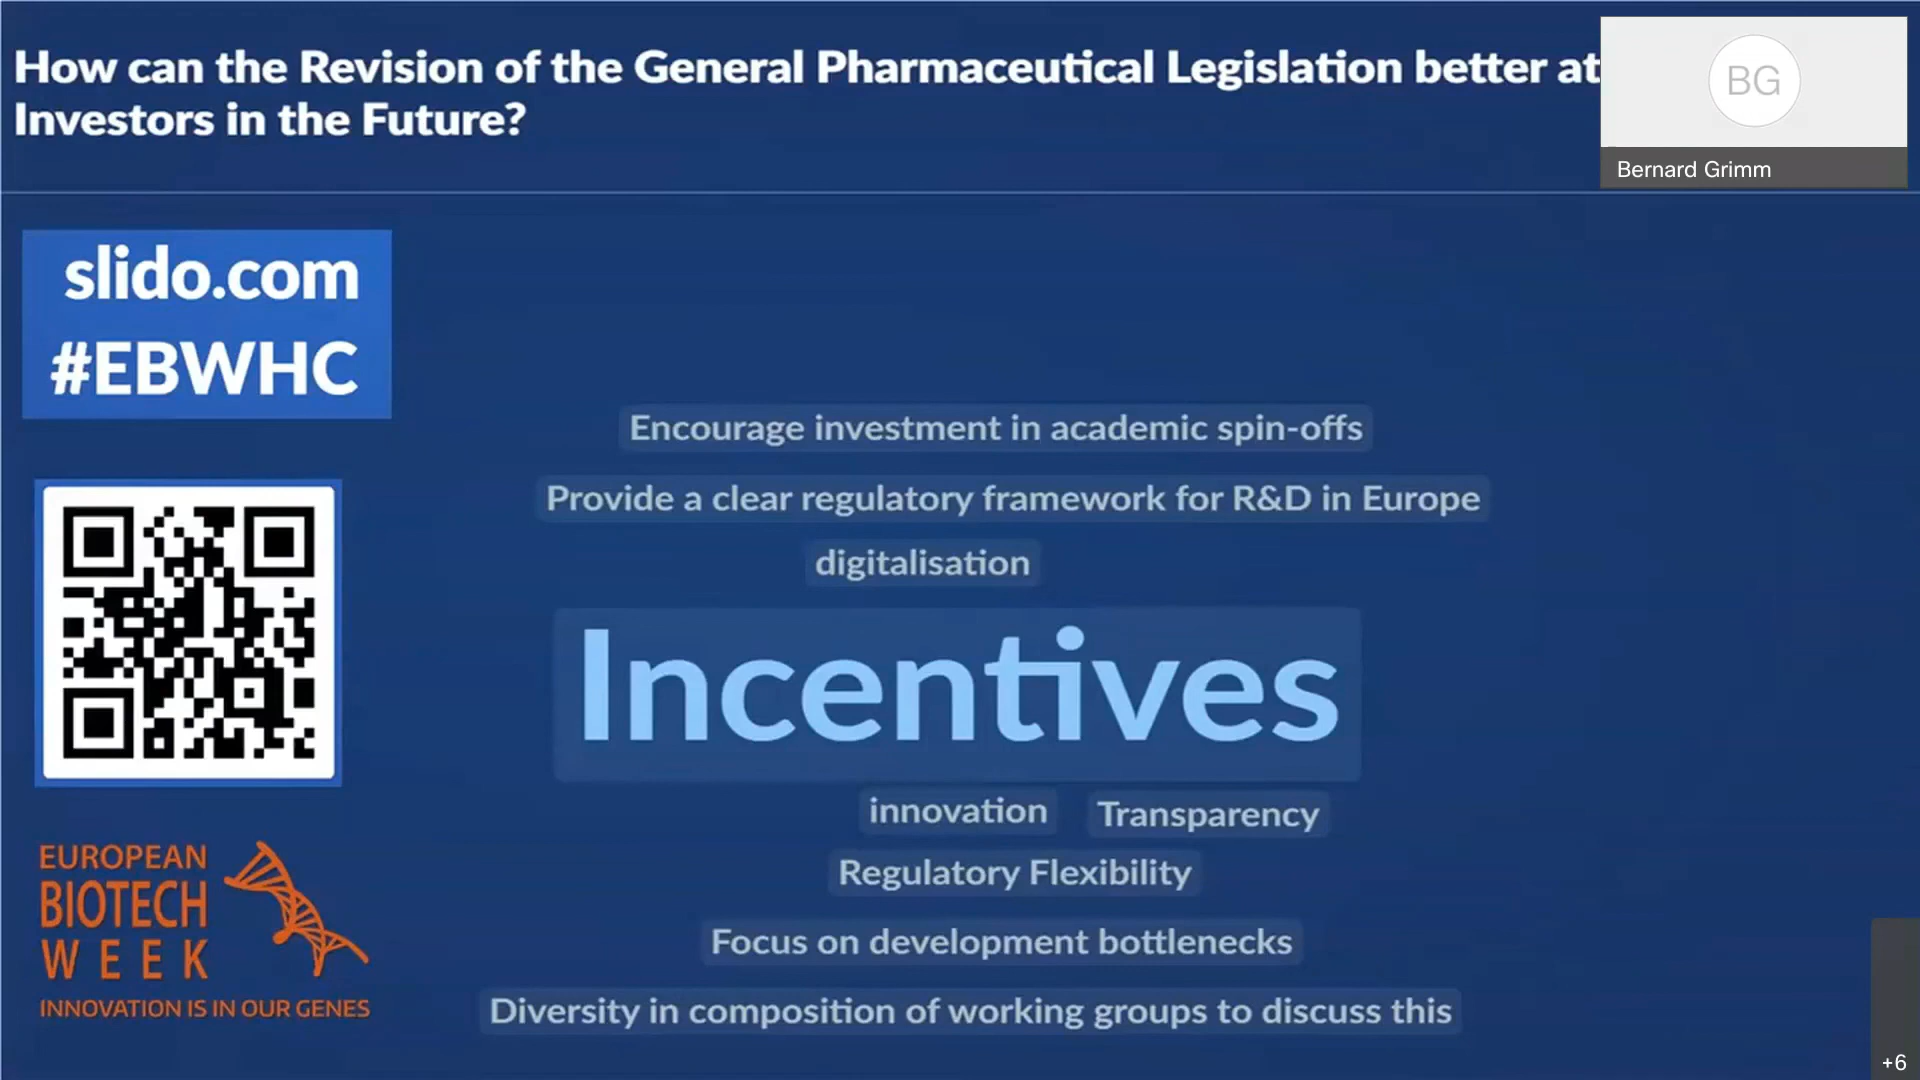 How can the Revision of the General Pharmaceutical Legislation better at
Investors in the Future?
BG
Bernard Grimm
slido.com
#EBWHC
Encourage investment in academic spin-offs
Provide a clear regulatory framework for R&D in Europe
digitalisation
Incentives
innovation Transparency
Regulatory Flexibility
Focus on development bottlenecks
Diversity in composition of working groups to discuss this
EUROPEAN
BIOTECH
WEEK
INNOVATION IS IN OUR GENES
+6